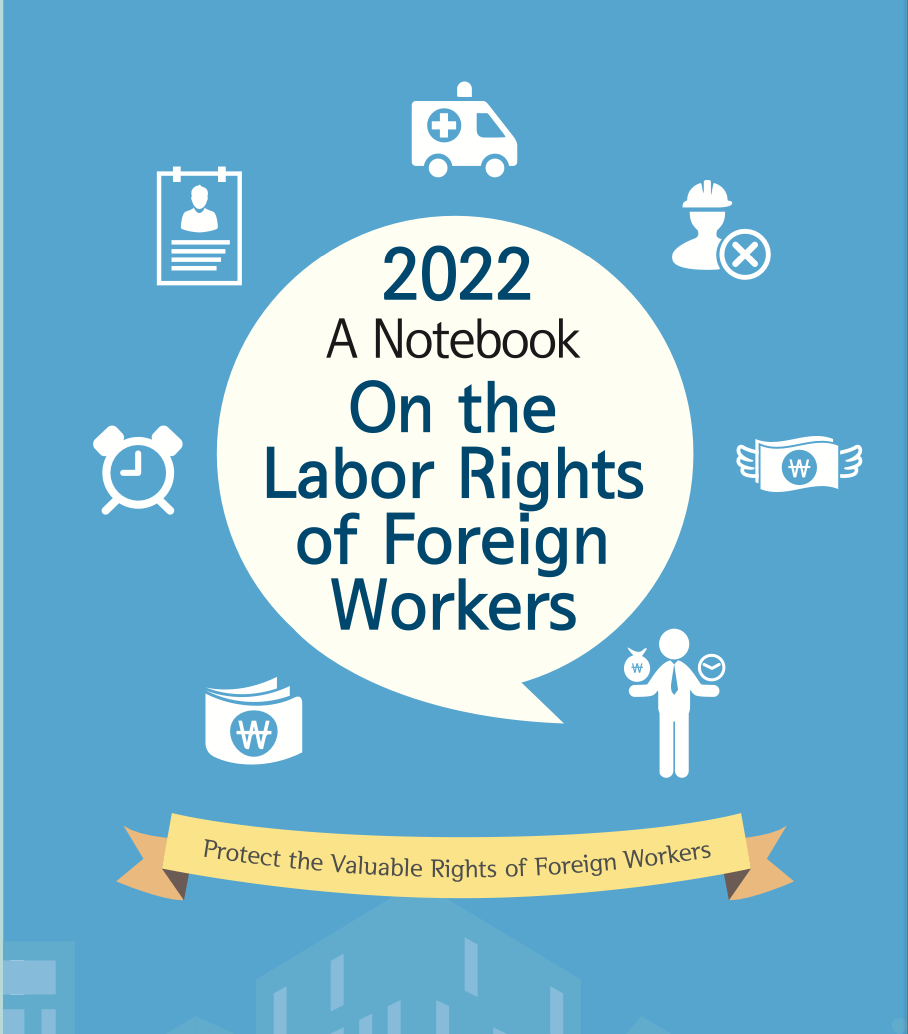 2022
A Notebook
On the
Labor Rights
of Foreign
Workers
₩
₩
₩
Protect the Valuable Rights of Foreign Workers